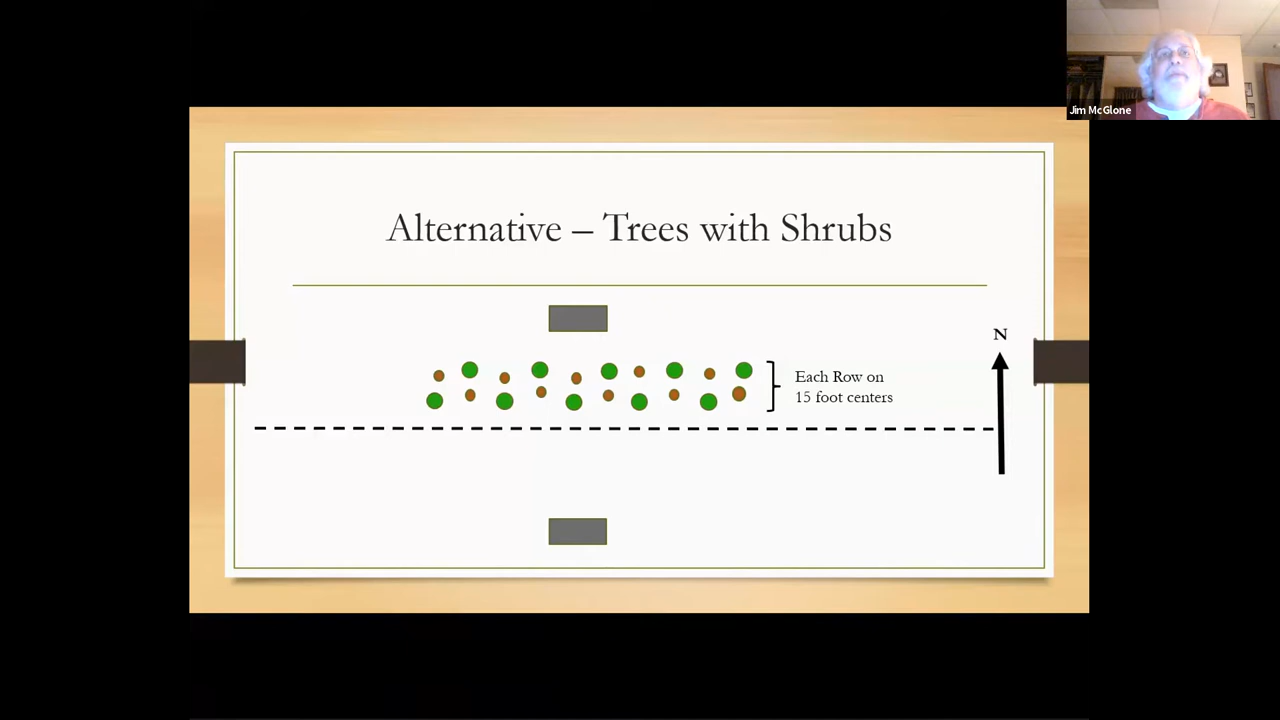 Jim McGlone
Alternative – Trees with Shrubs
N
Each Row on
15 foot centers